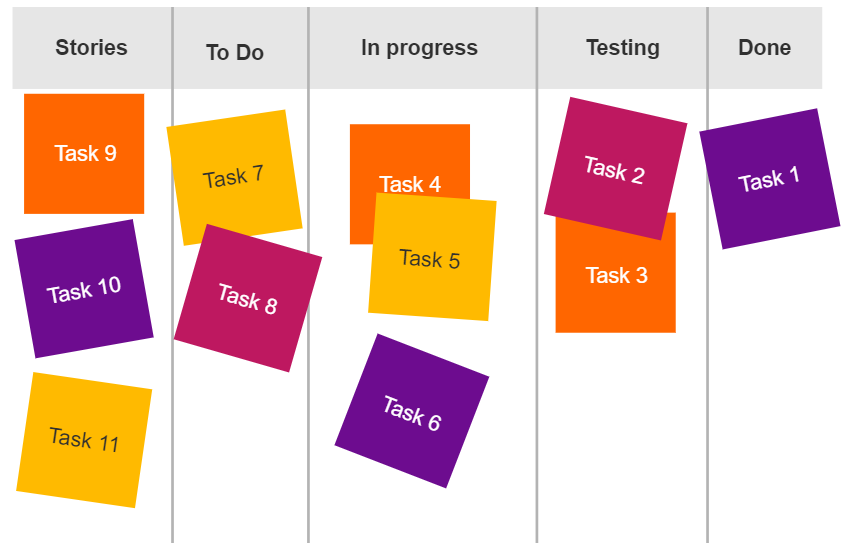 Stories
To Do
In progress
Testing
Done
Task 9
Task 10
Task 11
Task 7
Task 8
Task 4
Task 5
Task 6
Task 2
Task 3
Task 1